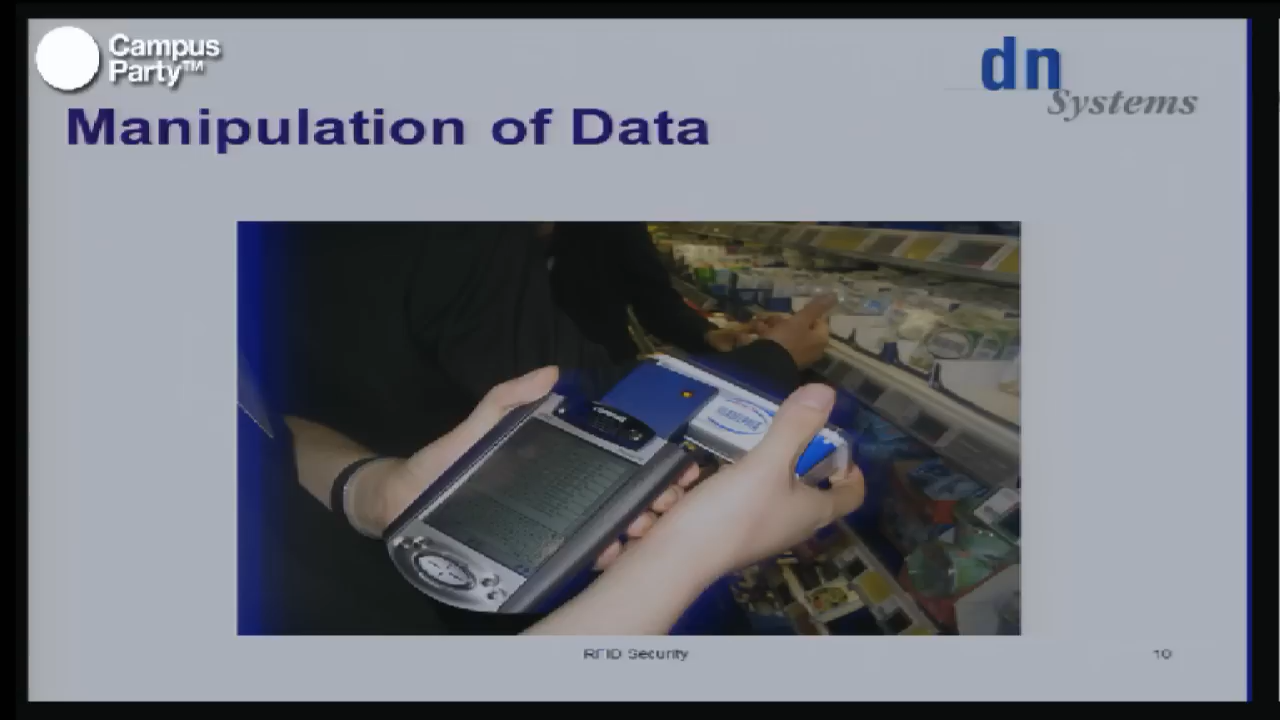 Campus
Party™
dn
Systems
Manipulation of Data
RFID Security
10